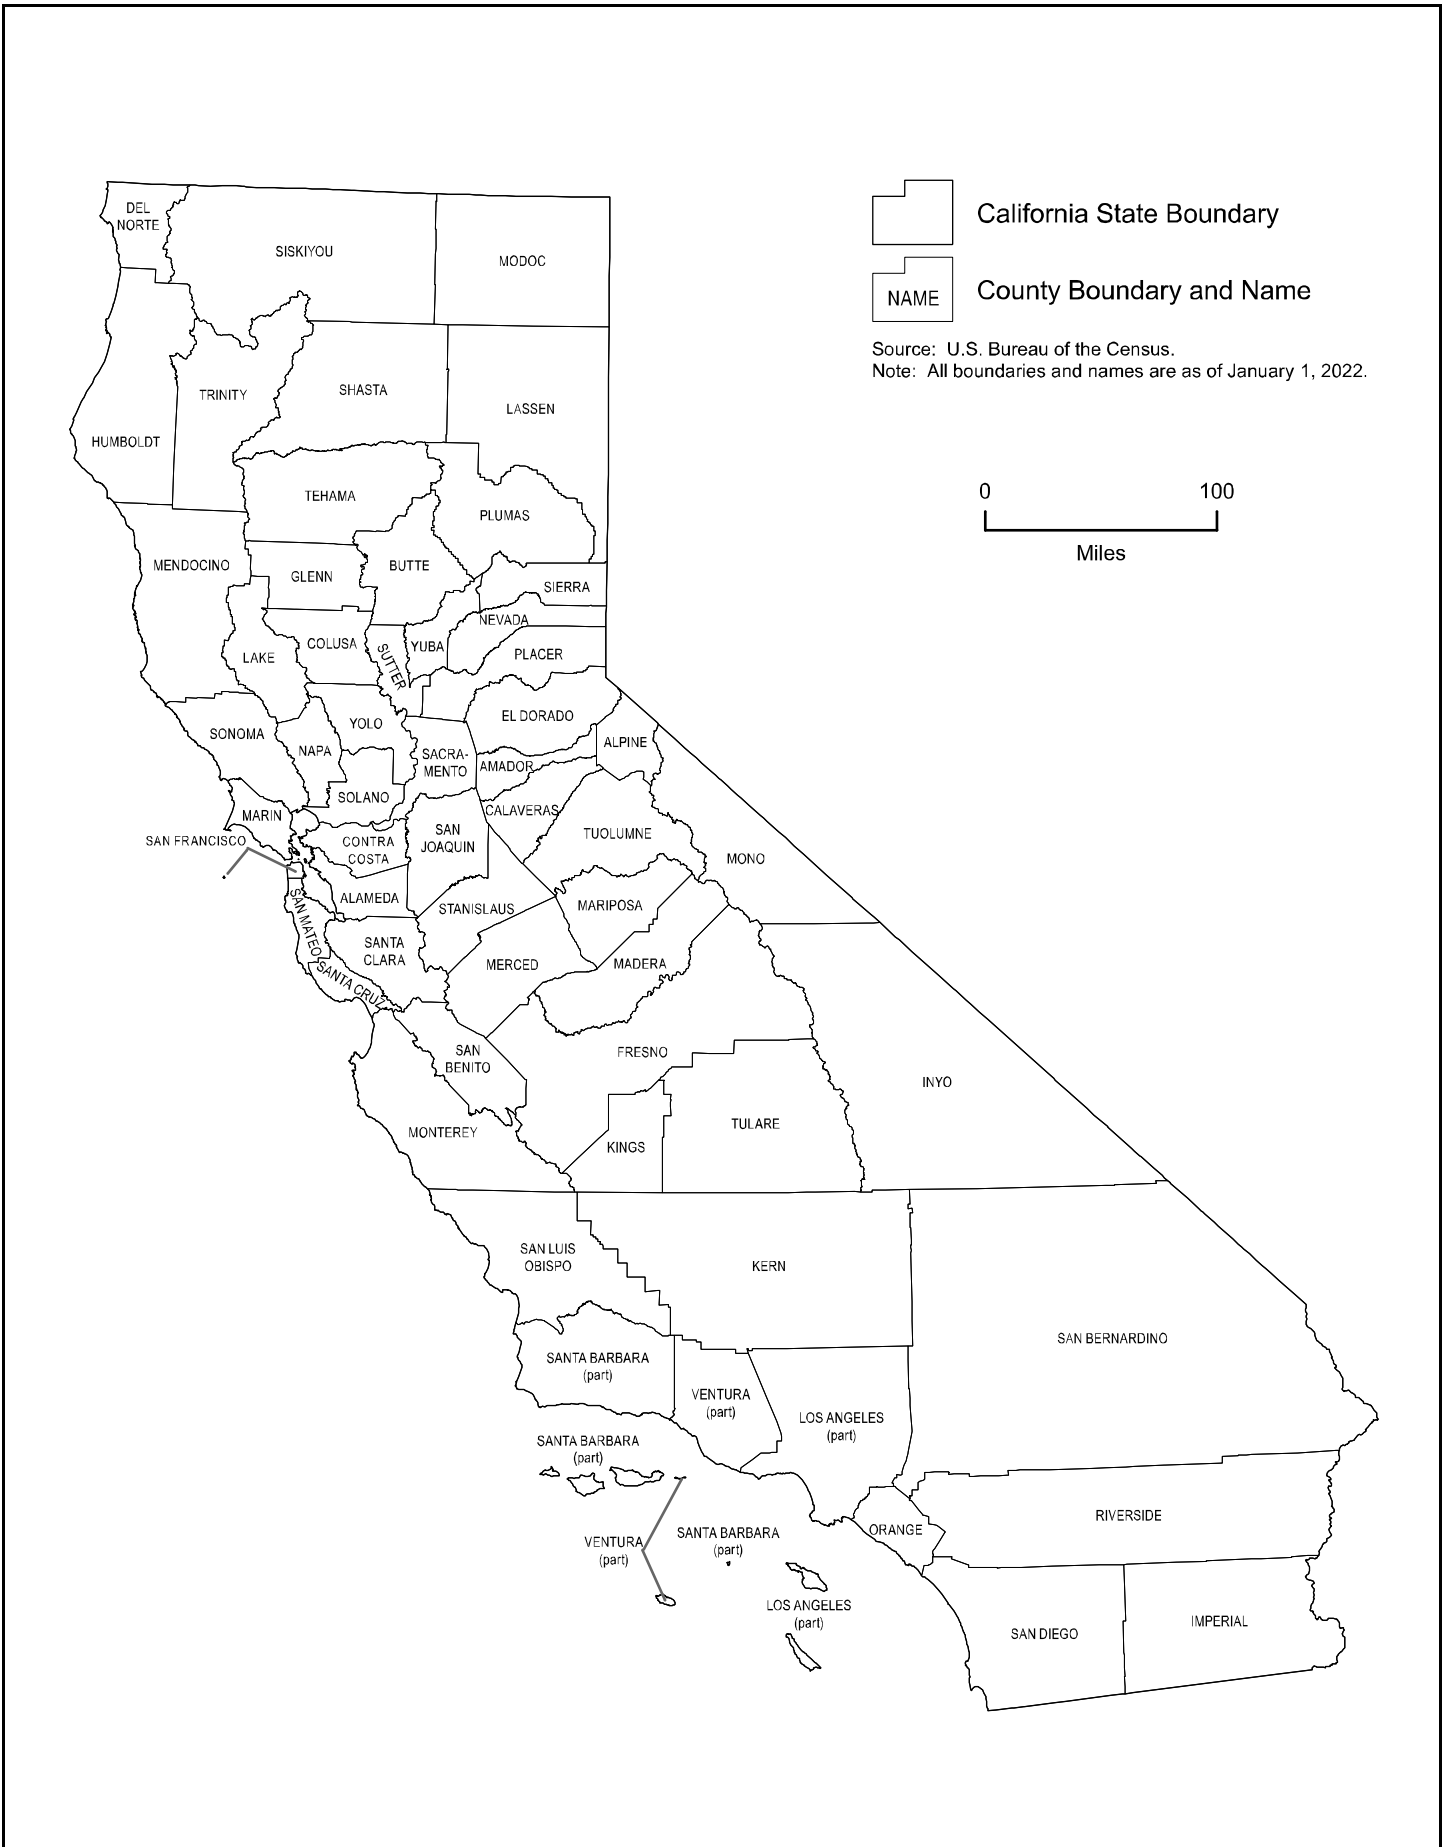 California State Boundary
NAME
County Boundary and Name
Source:  U.S. Bureau of the Census.
Note:  All boundaries and names are as of January 1, 2022.
0
100
Miles
DEL
NORTE
SISKIYOU
MODOC
TRINITY
SHASTA
LASSEN
HUMBOLDT
TEHAMA
PLUMAS
MENDOCINO
GLENN
BUTTE
SIERRA
NEVADA
COLUSA
YUBA
SUTTER
PLACER
LAKE
SONOMA
NAPA
YOLO
EL DORADO
SACRA-
MENTO
AMADOR
ALPINE
SOLANO
MARIN
CALAVERAS
SAN FRANCISCO
CONTRA
COSTA
SAN
JOAQUIN
TUOLUMNE
MONO
ALAMEDA
STANISLAUS
MARIPOSA
SAN MATEO
SANTA
CLARA
SANTA CRUZ
MERCED
MADERA
SAN
BENITO
FRESNO
INYO
MONTEREY
KINGS
TULARE
SAN LUIS
OBISPO
KERN
SAN BERNARDINO
SANTA BARBARA
(part)
VENTURA
(part)
LOS ANGELES
(part)
SANTA BARBARA
(part)
VENTURA
(part)
SANTA BARBARA
(part)
ORANGE
RIVERSIDE
LOS ANGELES
(part)
SAN DIEGO
IMPERIAL